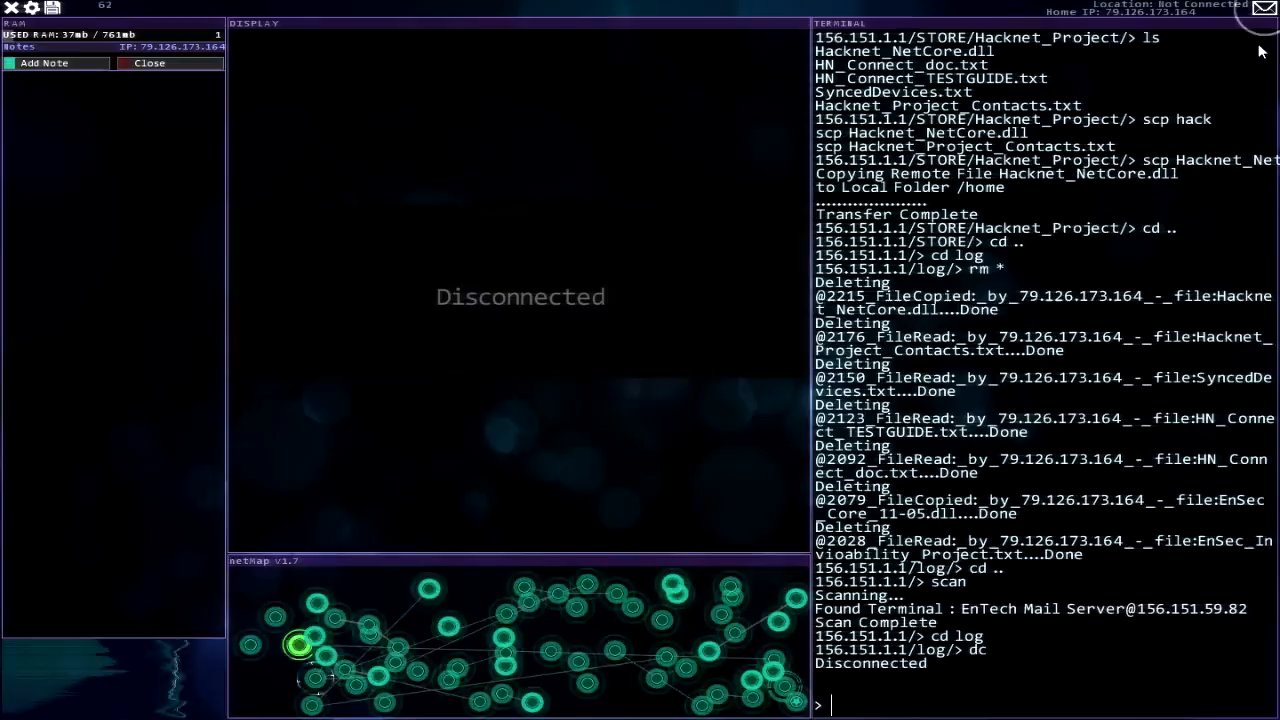 62
Location: Not Connected
Home IP: 79.126.173.164
RAM
USED RAM: 37mb / 761mb 1
Notes IP: 79.126.173.164
Add Note Close
DISPLAY
Disconnected
netMap v1.7
TERMINAL
156.151.1.1/STORE/Hacknet_Project/> ls
Hacknet_NetCore.dll
HN_Connect_doc.txt
HN_Connect_TESTGUIDE.txt
SyncedDevices.txt
Hacknet_Project_Contacts.txt
156.151.1.1/STORE/Hacknet_Project/> scp hack
scp Hacknet_NetCore.dll
scp Hacknet_Project_Contacts.txt
156.151.1.1/STORE/Hacknet_Project/> scp Hacknet_Net
Copying Remote File Hacknet_NetCore.dll
to Local Folder /home
.....................
Transfer Complete
156.151.1.1/STORE/Hacknet_Project/> cd ..
156.151.1.1/STORE/> cd ..
156.151.1.1/> cd log
156.151.1.1/log/> rm *
Deleting
@2215_FileCopied:_by_79.126.173.164_-_file:Hackne
t_NetCore.dll....Done
Deleting
@2176_FileRead:_by_79.126.173.164_-_file:Hacknet_
Project_Contacts.txt....Done
Deleting
@2150_FileRead:_by_79.126.173.164_-_file:SyncedDe
vices.txt....Done
Deleting
@2123_FileRead:_by_79.126.173.164_-_file:HN_Conne
ct_TESTGUIDE.txt....Done
Deleting
@2092_FileRead:_by_79.126.173.164_-_file:HN_Conn
ect_doc.txt....Done
Deleting
@2079_FileCopied:_by_79.126.173.164_-_file:EnSec
_Core_11-05.dll....Done
Deleting
@2028_FileRead:_by_79.126.173.164_-_file:EnSec_In
vioability_Project.txt....Done
156.151.1.1/log/> cd ..
156.151.1.1/> scan
Scanning...
Found Terminal : EnTech Mail Server@156.151.59.82
Scan Complete
156.151.1.1/> cd log
156.151.1.1/log/> dc
Disconnected
>